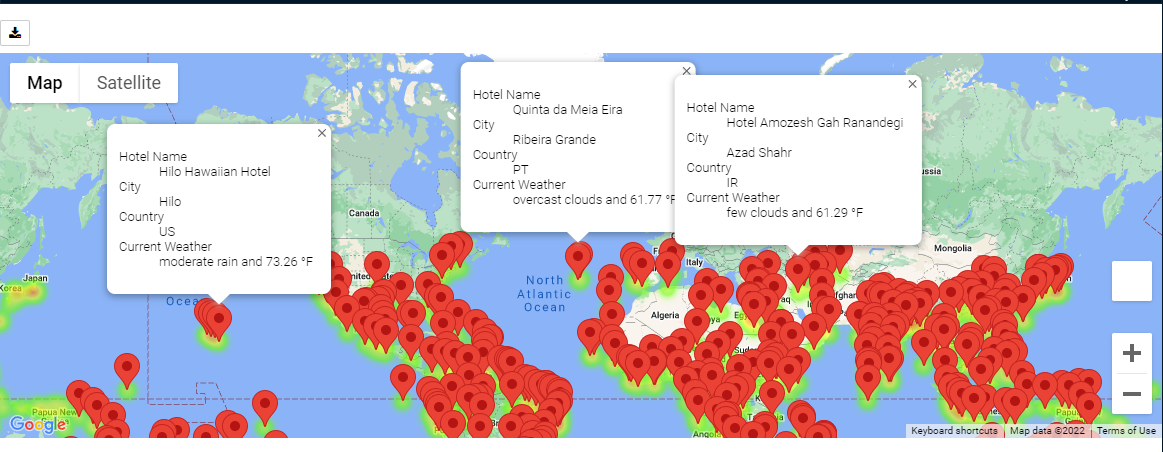 Map
Satellite
Hotel Name
Hilo Hawaiian Hotel
City
Hilo
Country
US
Current Weather
moderate rain and 73.26 °F
Hotel Name
Quinta da Meia Eira
City
Ribeira Grande
Country
PT
Current Weather
overcast clouds and 61.77 °F
Hotel Name
Hotel Amozesh Gah Ranandegi
City
Azad Shahr
Country
IR
Current Weather
few clouds and 61.29 °F
Canada
North
Atlantic
Ocean
Italy
Mongolia
Japan
Korea
Algeria
Papua New
Google
Keyboard shortcuts
Map data ©2022
Terms of Use